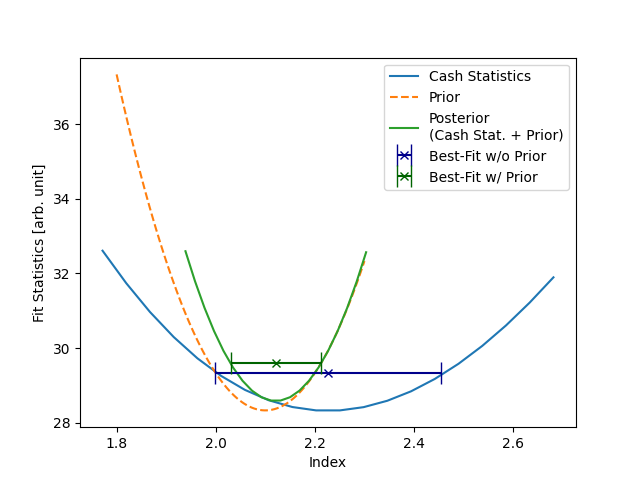 Cash Statistics
Prior
Posterior
(Cash Stat. + Prior)
Best-Fit w/o Prior
Best-Fit w/ Prior
Fit Statistics [arb. unit]
36
34
32
30
28
1.8
2.0
2.2
2.4
2.6
Index